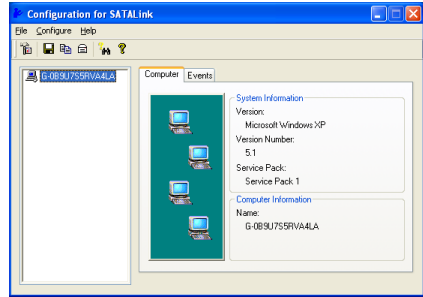 Configuration for SATALink
File Configure Help
G-0B9U7S5RVA4LA
Computer Events
System Information
Version:
Microsoft Windows XP
Version Number:
5.1
Service Pack:
Service Pack 1
Computer Information
Name:
G-0B9U7S5RVA4LA